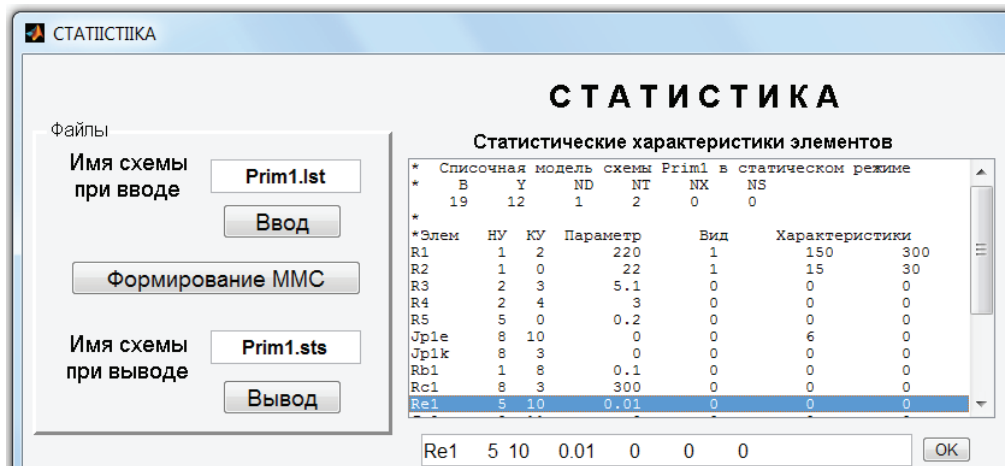 СТАТIICТIIКА
С Т А Т И С Т И К А
Файлы
Имя схемы
при вводе
Prim1.lst
Ввод
Формирование ММС
Имя схемы
при выводе
Prim1.sts
Вывод
Статистические характеристики элементов
* Списочная модель схемы Prim1 в статическом режиме
* В Y ND NT NX NS
19 12 1 2 0 0
*
*Элем НУ КУ Параметр Вид Характеристики
R1 1 2 220 1 150 300
R2 1 0 22 1 15 30
R3 2 3 5.1 0 0 0
R4 2 4 3 0 0 0
R5 5 0 0.2 0 0 0
Jp1e 8 10 0 0 6 0
Jp1k 8 3 0 0 0 0
Rb1 1 8 0.1 0 0 0
Rc1 8 3 300 0 0 0
Re1 5 10 0.01 0 0 0
Re1 5 10 0.01 0 0 0
OK